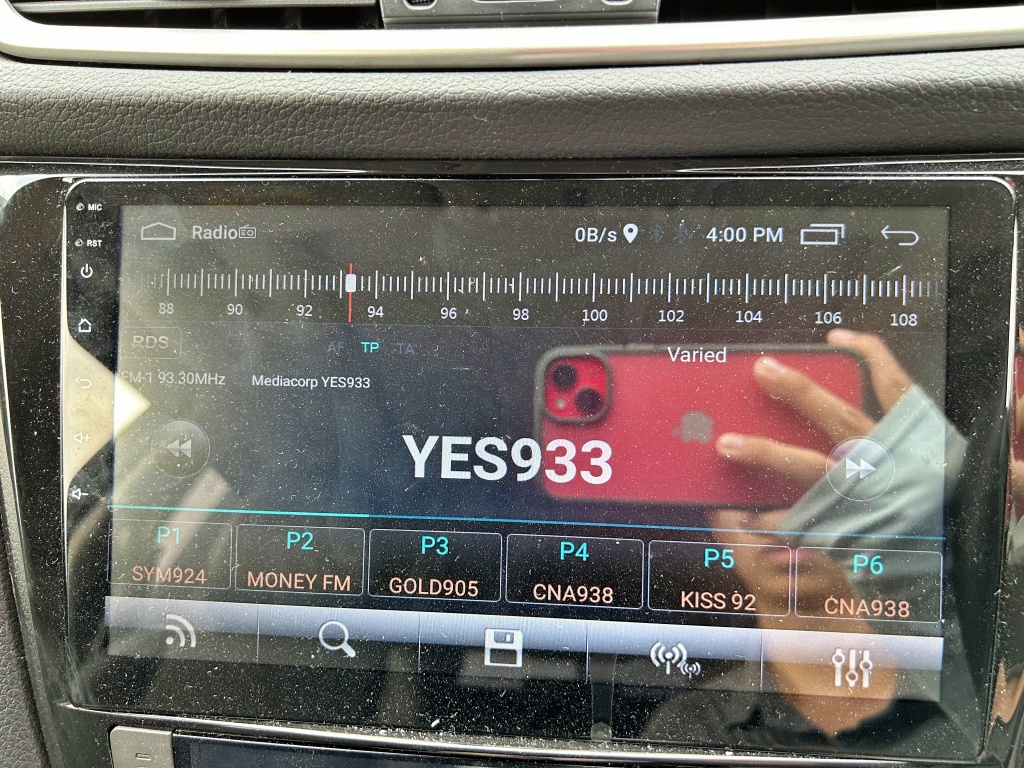 MIC
Radio 0B/s 4:00 PM
RST
88 90 92 94 96 98 100 102 104 106 108
RDS AF TP TA Varied
FM-1 93.30MHz Mediacorp YES933
YES933
P1 P2 P3 P4 P5 P6
SYM924 MONEY FM GOLD905 CNA938 KISS 92 CNA938